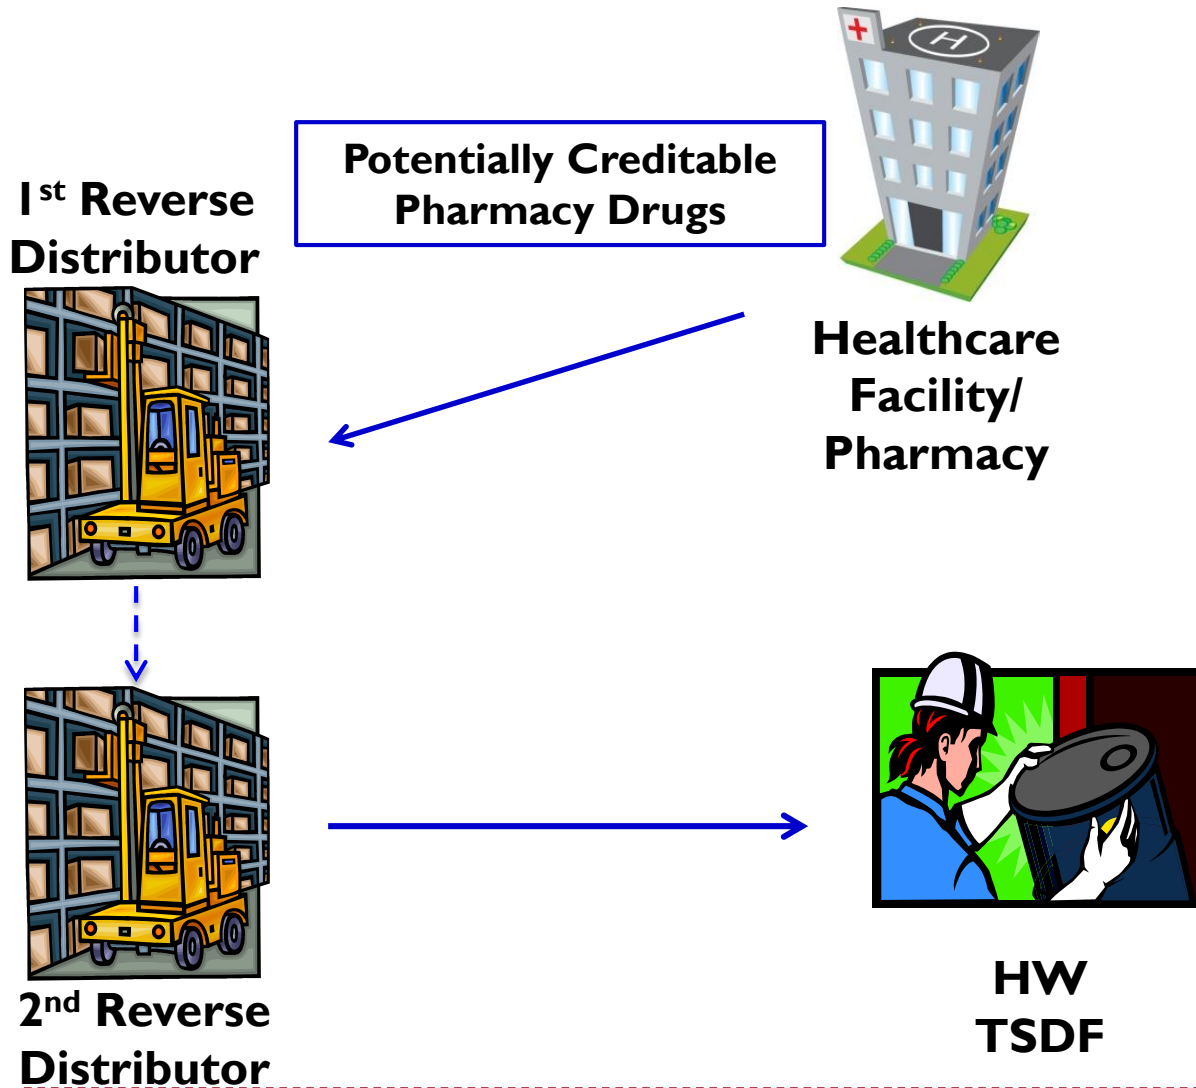 Potentially Creditable
Pharmacy Drugs
1st Reverse
Distributor
H
Healthcare
Facility/
Pharmacy
2nd Reverse
Distributor
HW
TSDF